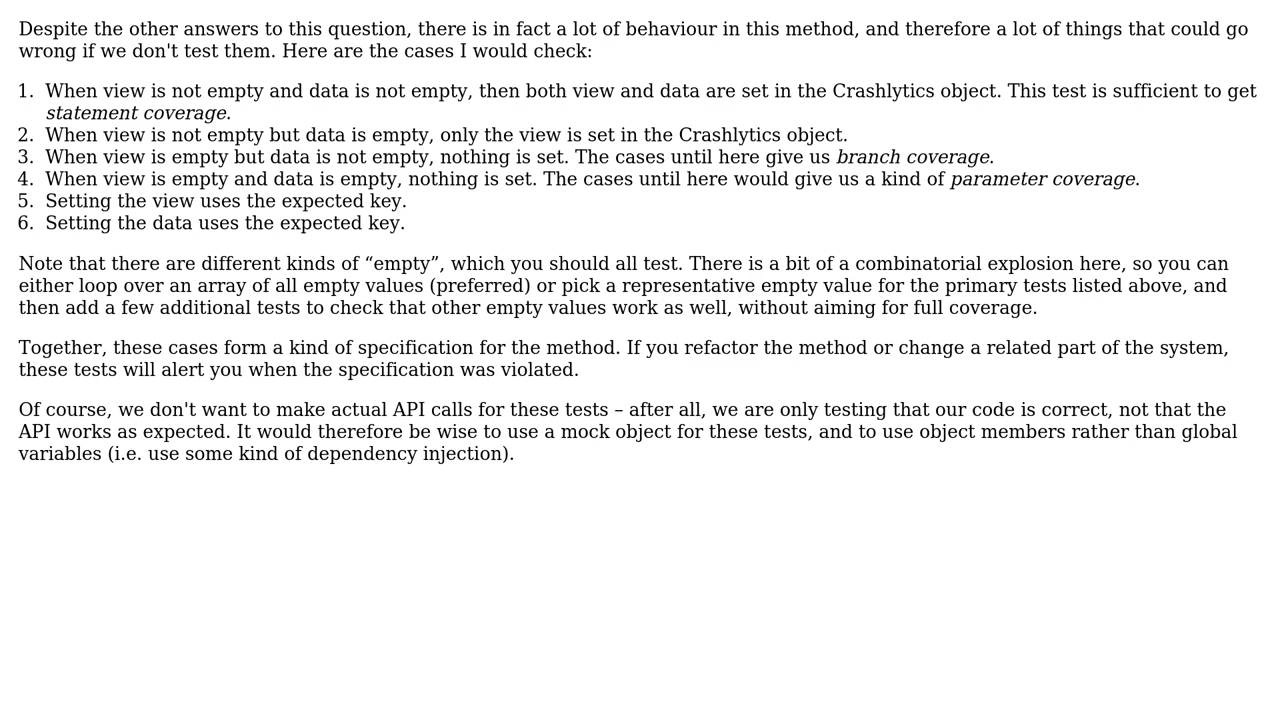 Despite the other answers to this question, there is in fact a lot of behaviour in this method, and therefore a lot of things that could go
wrong if we don't test them. Here are the cases I would check:
1. When view is not empty and data is not empty, then both view and data are set in the Crashlytics object. This test is sufficient to get
statement coverage.
2. When view is not empty but data is empty, only the view is set in the Crashlytics object.
3. When view is empty but data is not empty, nothing is set. The cases until here give us branch coverage.
4. When view is empty and data is empty, nothing is set. The cases until here would give us a kind of parameter coverage.
5. Setting the view uses the expected key.
6. Setting the data uses the expected key.
Note that there are different kinds of “empty”, which you should all test. There is a bit of a combinatorial explosion here, so you can
either loop over an array of all empty values (preferred) or pick a representative empty value for the primary tests listed above, and
then add a few additional tests to check that other empty values work as well, without aiming for full coverage.
Together, these cases form a kind of specification for the method. If you refactor the method or change a related part of the system,
these tests will alert you when the specification was violated.
Of course, we don't want to make actual API calls for these tests – after all, we are only testing that our code is correct, not that the
API works as expected. It would therefore be wise to use a mock object for these tests, and to use object members rather than global
variables (i.e. use some kind of dependency injection).